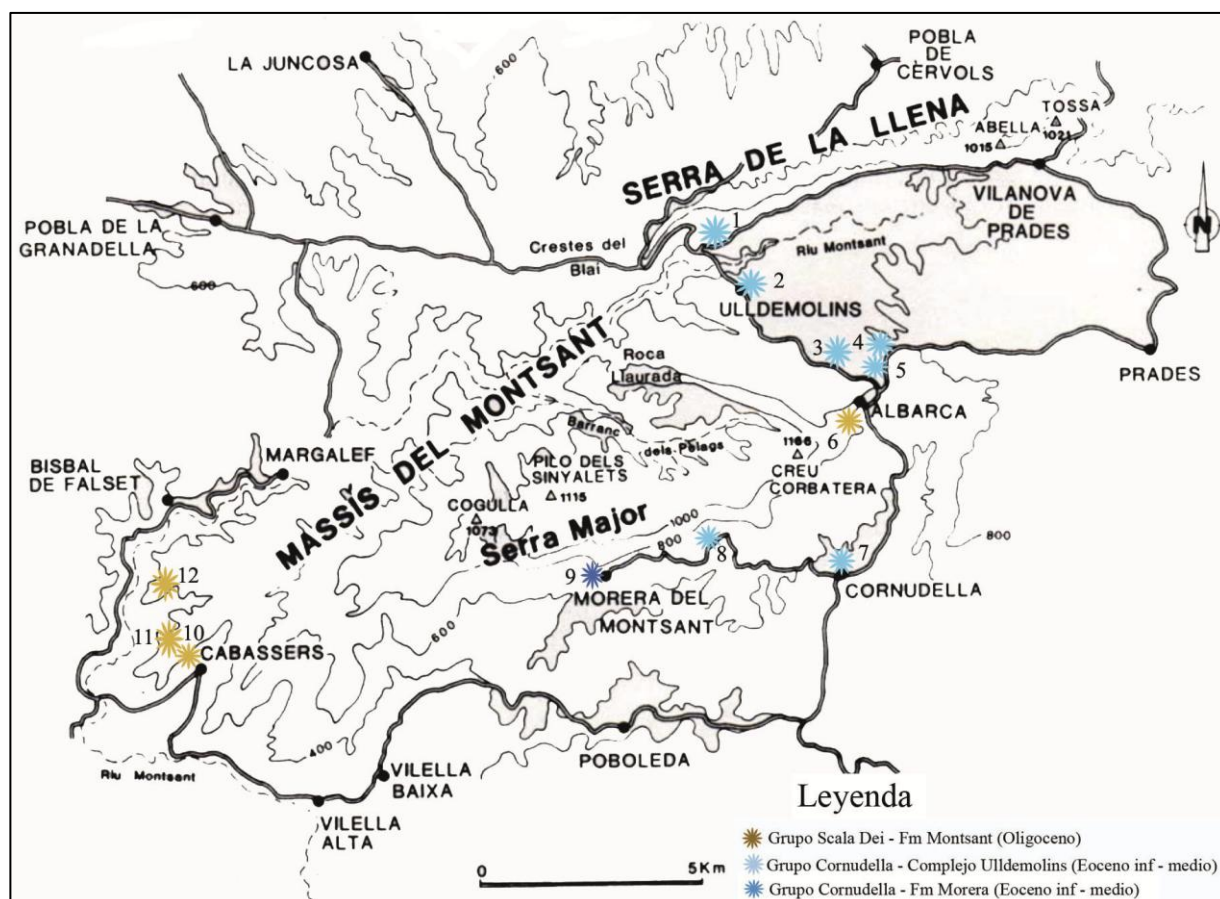 POBLA
DE
CÈRVOLS
LA JUNCOSA
TOSSA
1021
ABELLA
1015
SERRA DE LA LLENA
VILANOVA
DE
PRADES
POBLA DE LA
GRANADELLA
1
Crestes del
Blai
Riu Montsant
N
600
600
2
ULLDEMOLINS
3
4
5
PRADES
Roca
Llaurada
ALBARCA
6
MASSÍS DEL MONTSANT
Barranc
dels Pèlags
1166
CREU
CORBATERA
MARGALEF
BISBAL
DE FALSET
PILO DELS
SINYALETS
1115
COGULLA
1073
Serra Major
1000
800
800
8
7
CORNUDELLA
9
MORERA DEL
MONTSANT
600
12
11
10
CABASSERS
400
POBOLEDA
Riu Montsant
VILELLA
BAIXA
VILELLA
ALTA
0
5Km
Leyenda
Grupo Scala Dei - Fm Montsant (Oligoceno)
Grupo Cornudella - Complejo Ulldemolins (Eoceno inf - medio)
Grupo Cornudella - Fm Morera (Eoceno inf - medio)